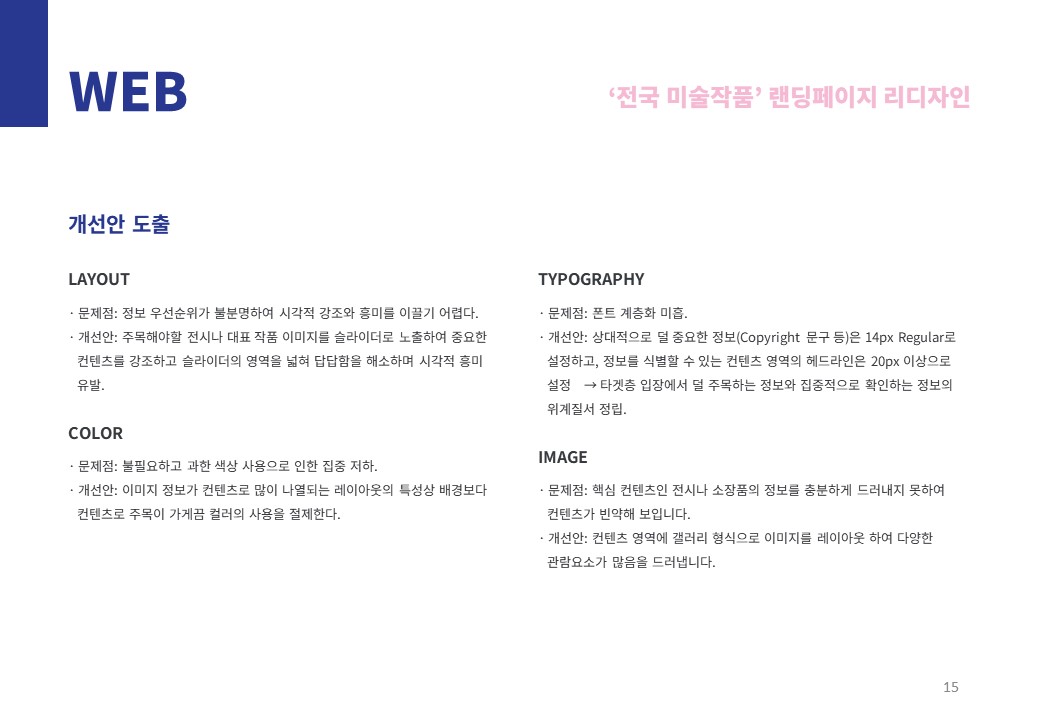 WEB
‘전국 미술작품’ 랜딩페이지 리디자인
개선안 도출
LAYOUT
· 문제점: 정보 우선순위가 불분명하여 시각적 강조와 흥미를 이끌기 어렵다.
· 개선안: 주목해야할 전시나 대표 작품 이미지를 슬라이더로 노출하여 중요한
컨텐츠를 강조하고 슬라이더의 영역을 넓혀 답답함을 해소하며 시각적 흥미
유발.
COLOR
· 문제점: 불필요하고 과한 색상 사용으로 인한 집중 저하.
· 개선안: 이미지 정보가 컨텐츠로 많이 나열되는 레이아웃의 특성상 배경보다
컨텐츠로 주목이 가게끔 컬러의 사용을 절제한다.
TYPOGRAPHY
· 문제점: 폰트 계층화 미흡.
· 개선안: 상대적으로 덜 중요한 정보(Copyright 문구 등)은 14px Regular로
설정하고, 정보를 식별할 수 있는 컨텐츠 영역의 헤드라인은 20px 이상으로
설정 → 타겟층 입장에서 덜 주목하는 정보와 집중적으로 확인하는 정보의
위계질서 정립.
IMAGE
· 문제점: 핵심 컨텐츠인 전시나 소장품의 정보를 충분하게 드러내지 못하여
컨텐츠가 빈약해 보입니다.
· 개선안: 컨텐츠 영역에 갤러리 형식으로 이미지를 레이아웃 하여 다양한
관람요소가 많음을 드러냅니다.
15